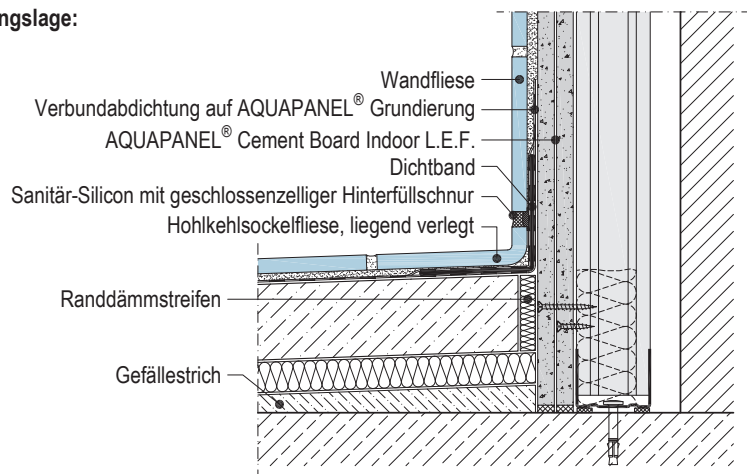 ngslage:
Wandfliese
Verbundabdichtung auf AQUAPANEL® Grundierung
AQUAPANEL® Cement Board Indoor L.E.F.
Dichtband
Sanitär-Silicon mit geschlossenzelliger Hinterfüllschnur
Hohlkehlsockelfliese, liegend verlegt
Randdämmstreifen
Gefällestrich